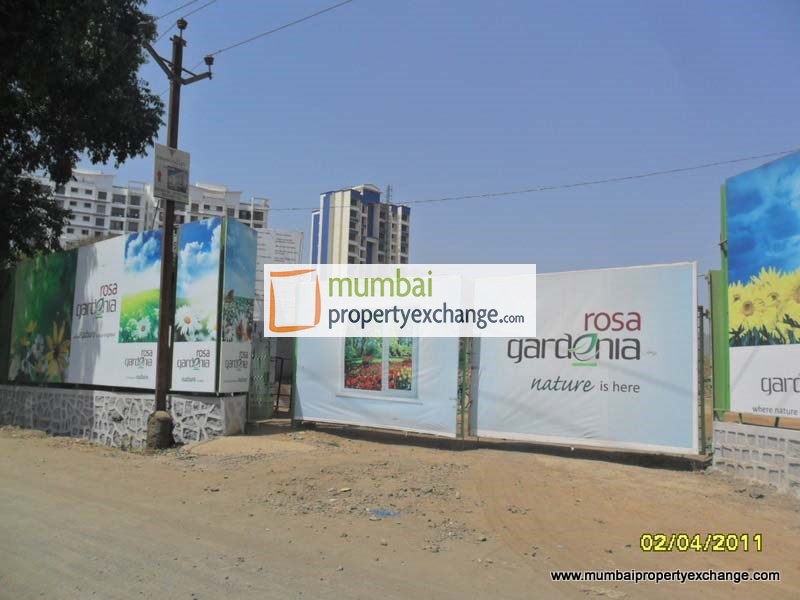 mumbai
propertyexchange.com
rosa
gardenia
rosa
gardenia
nature
rosa
gardenia
rosa
gardenia
nature is here
gard
where nature
02/04/2011
www.mumbaipropertyexchange.com